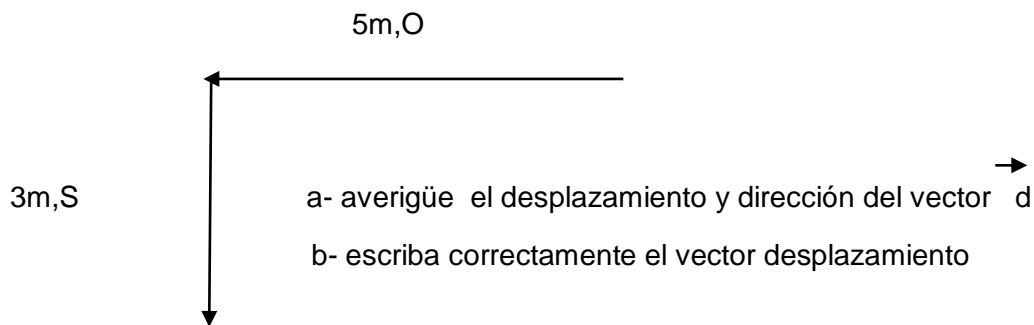 5m,O
3m,S
a- averigüe el desplazamiento y dirección del vector d
b- escriba correctamente el vector desplazamiento